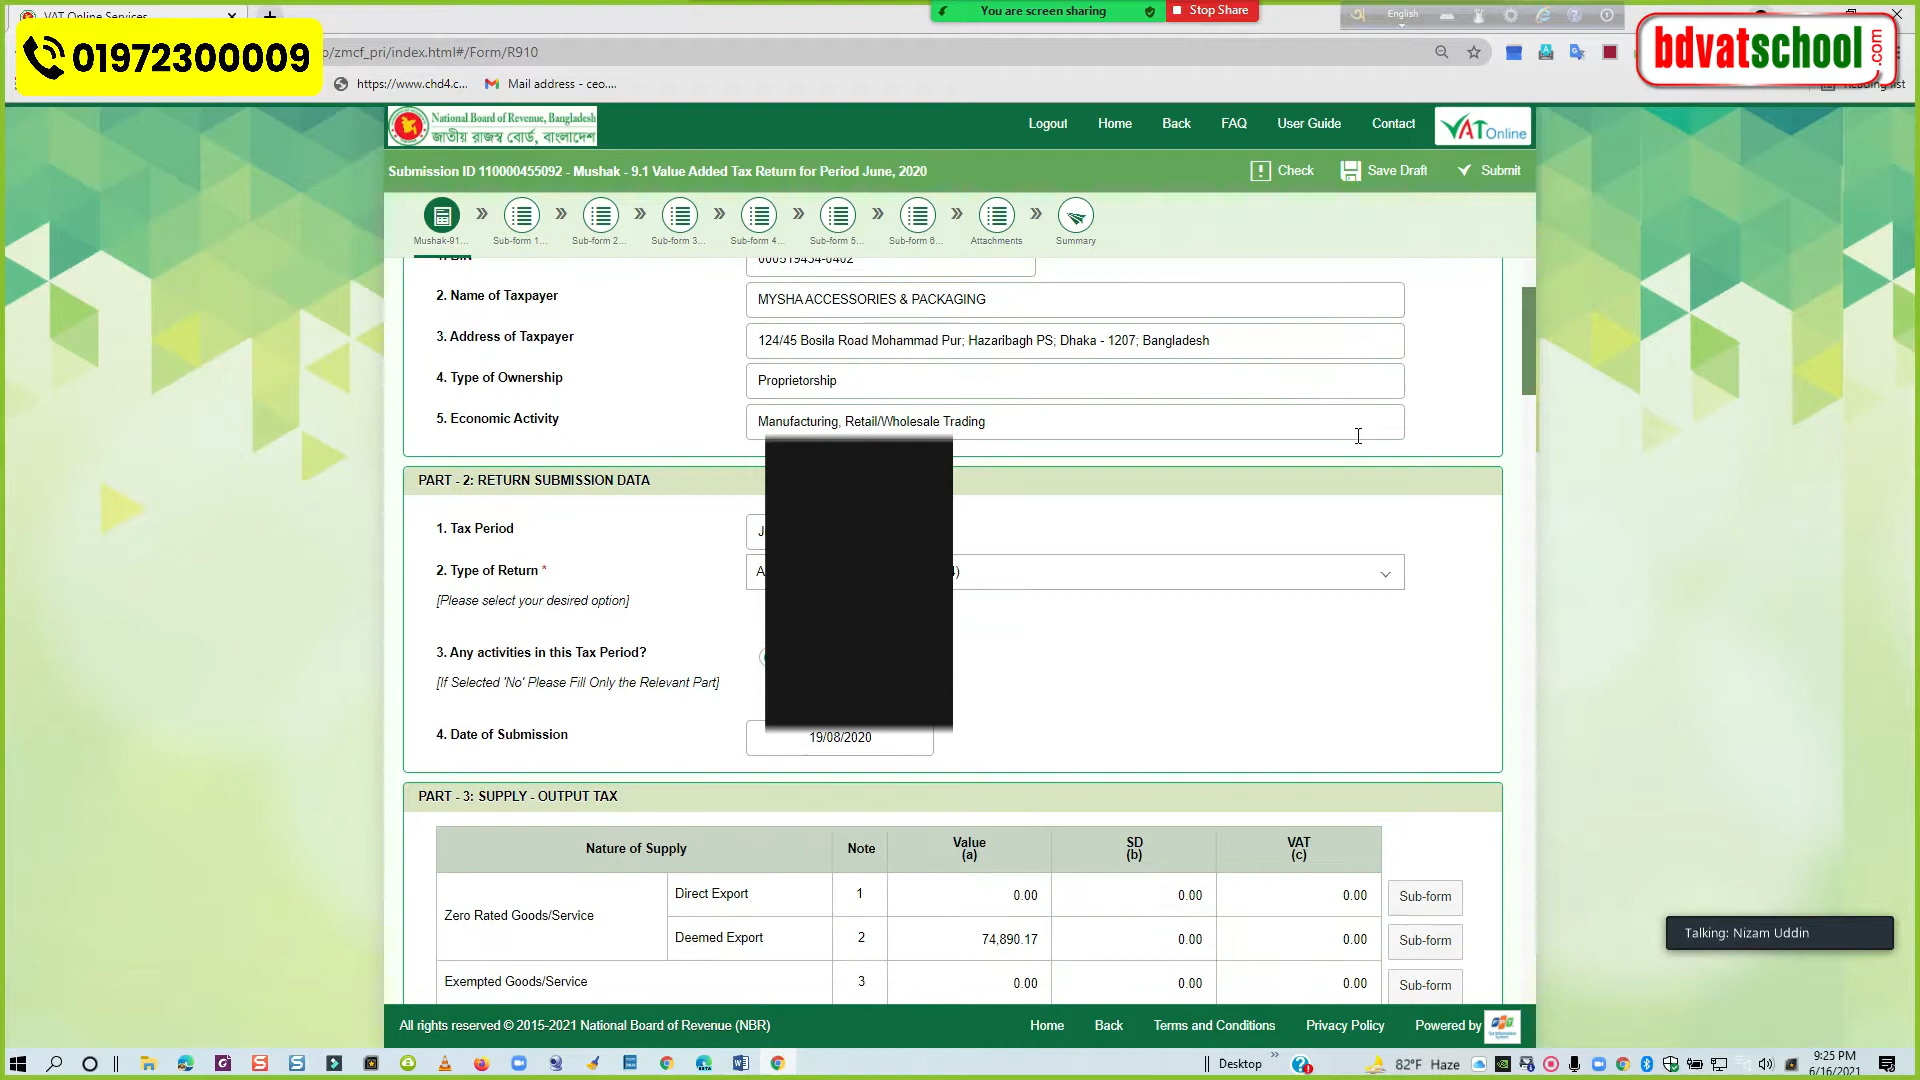 VAT Online Services
You are screen sharing
Stop Share
English
01972300009
o/zmcf_pri/index.html#/Form/R910
bdvatschool.com
https://www.chd4.c...
Mail address - ceo....
Reading list
National Board of Revenue, Bangladesh
জাতীয় রাজস্ব বোর্ড, বাংলাদেশ
Logout
Home
Back
FAQ
User Guide
Contact
VAT Online
Submission ID 110000455092 - Mushak - 9.1 Value Added Tax Return for Period June, 2020
Check
Save Draft
Submit
Mushak-91...
Sub-form 1...
Sub-form 2...
Sub-form 3...
Sub-form 4...
Sub-form 5...
Sub-form 6...
Attachments
Summary
1. BIN
000519434-0402
2. Name of Taxpayer
MYSHA ACCESSORIES & PACKAGING
3. Address of Taxpayer
124/45 Bosila Road Mohammad Pur; Hazaribagh PS; Dhaka - 1207; Bangladesh
4. Type of Ownership
Proprietorship
5. Economic Activity
Manufacturing, Retail/Wholesale Trading
PART - 2: RETURN SUBMISSION DATA
1. Tax Period
2. Type of Return *
[Please select your desired option]
3. Any activities in this Tax Period?
[If Selected 'No' Please Fill Only the Relevant Part]
4. Date of Submission
19/08/2020
PART - 3: SUPPLY - OUTPUT TAX
Nature of Supply
Note
Value
(a)
SD
(b)
VAT
(c)
Zero Rated Goods/Service
Direct Export
1
0.00
0.00
0.00
Sub-form
Deemed Export
2
74,890.17
0.00
0.00
Sub-form
Exempted Goods/Service
3
0.00
0.00
0.00
Sub-form
Talking: Nizam Uddin
All rights reserved © 2015-2021 National Board of Revenue (NBR)
Home
Back
Terms and Conditions
Privacy Policy
Powered by
Desktop
82°F Haze
9:25 PM
6/16/2021